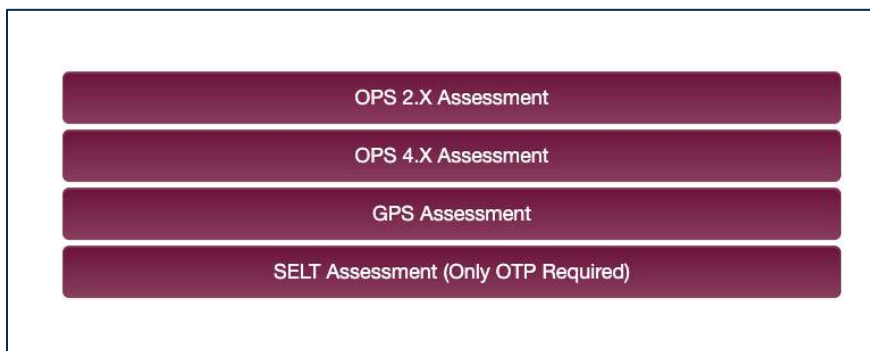 OPS 2.X Assessment
OPS 4.X Assessment
GPS Assessment
SELT Assessment (Only OTP Required)